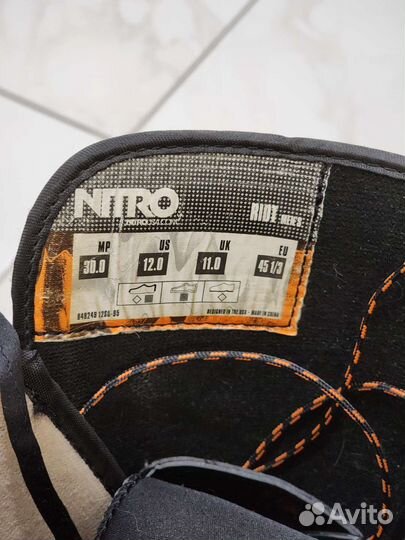 NITRO
RIDE MEN'S
MP US UK EU
30.0 12.0 11.0 45 1/3
DESIGNED IN THE USA - MADE IN CHINA
Avito